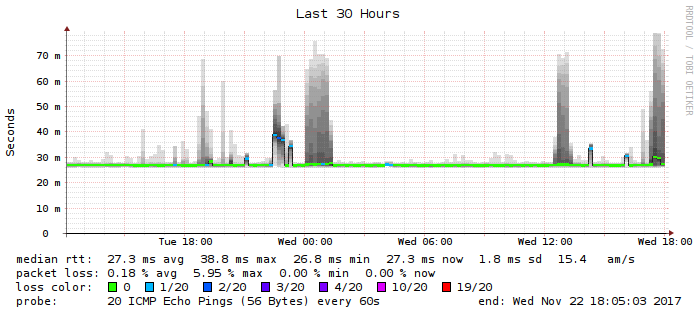 Last 30 Hours
RRDTOOL / TOBI OETIKER
Seconds
70 m
60 m
50 m
40 m
30 m
20 m
10 m
0
Tue 18:00 Wed 00:00 Wed 06:00 Wed 12:00 Wed 18:00
median rtt: 27.3 ms avg 38.8 ms max 26.8 ms min 27.3 ms now 1.8 ms sd 15.4 am/s
packet loss: 0.18 % avg 5.95 % max 0.00 % min 0.00 % now
loss color: 0 1/20 2/20 3/20 4/20 10/20 19/20
probe: 20 ICMP Echo Pings (56 Bytes) every 60s end: Wed Nov 22 18:05:03 2017